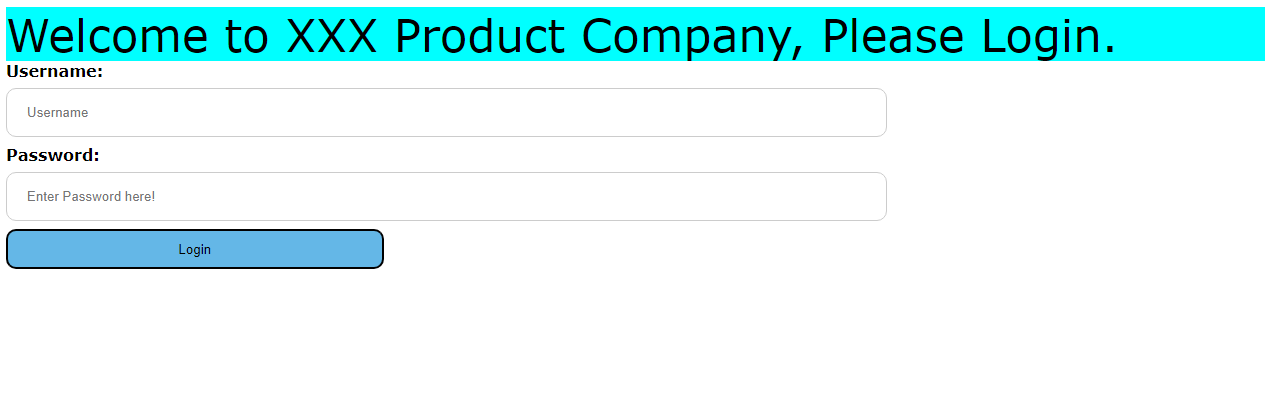 Welcome to XXX Product Company, Please Login.
Username:
Username
Password:
Enter Password here!
Login